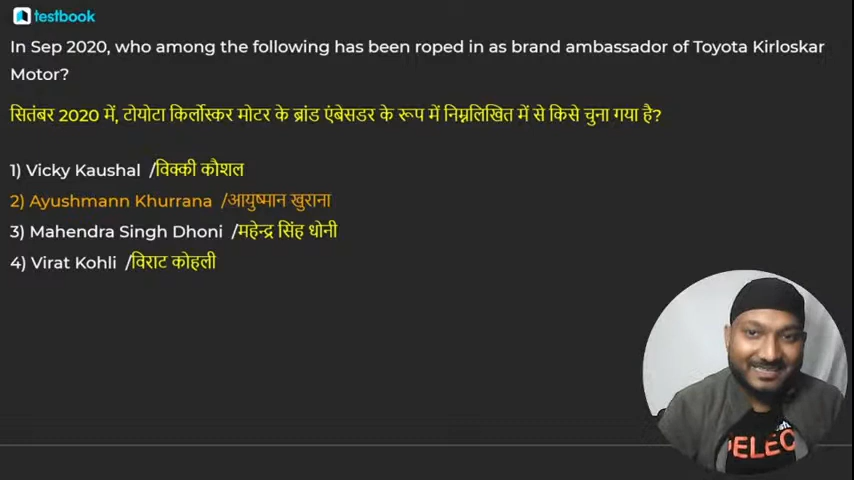 testbook
In Sep 2020, who among the following has been roped in as brand ambassador of Toyota Kirloskar
Motor?
सितंबर 2020 में, टोयोटा किर्लोस्कर मोटर के ब्रांड एंबेसडर के रूप में निम्नलिखित में से किसे चुना गया है?
1) Vicky Kaushal /विक्की कौशल
2) Ayushmann Khurrana /आयुष्मान खुराना
3) Mahendra Singh Dhoni /महेन्द्र सिंह धोनी
4) Virat Kohli /विराट कोहली